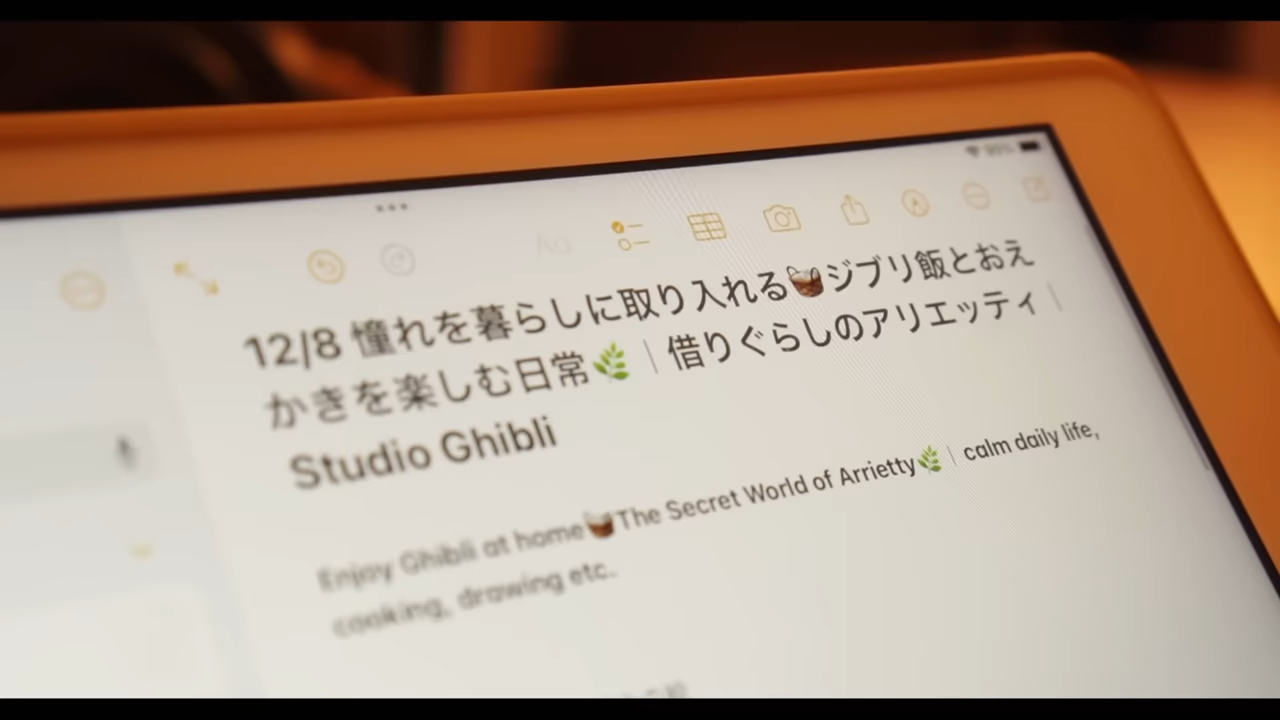 12/8 憧れを暮らしに取り入れる🧺ジブリ飯とおえ
かきを楽しむ日常🌿｜借りぐらしのアリエッティ｜
Studio Ghibli
Enjoy Ghibli at home🧺The Secret World of Arrietty🌿｜calm daily life,
cooking, drawing etc.